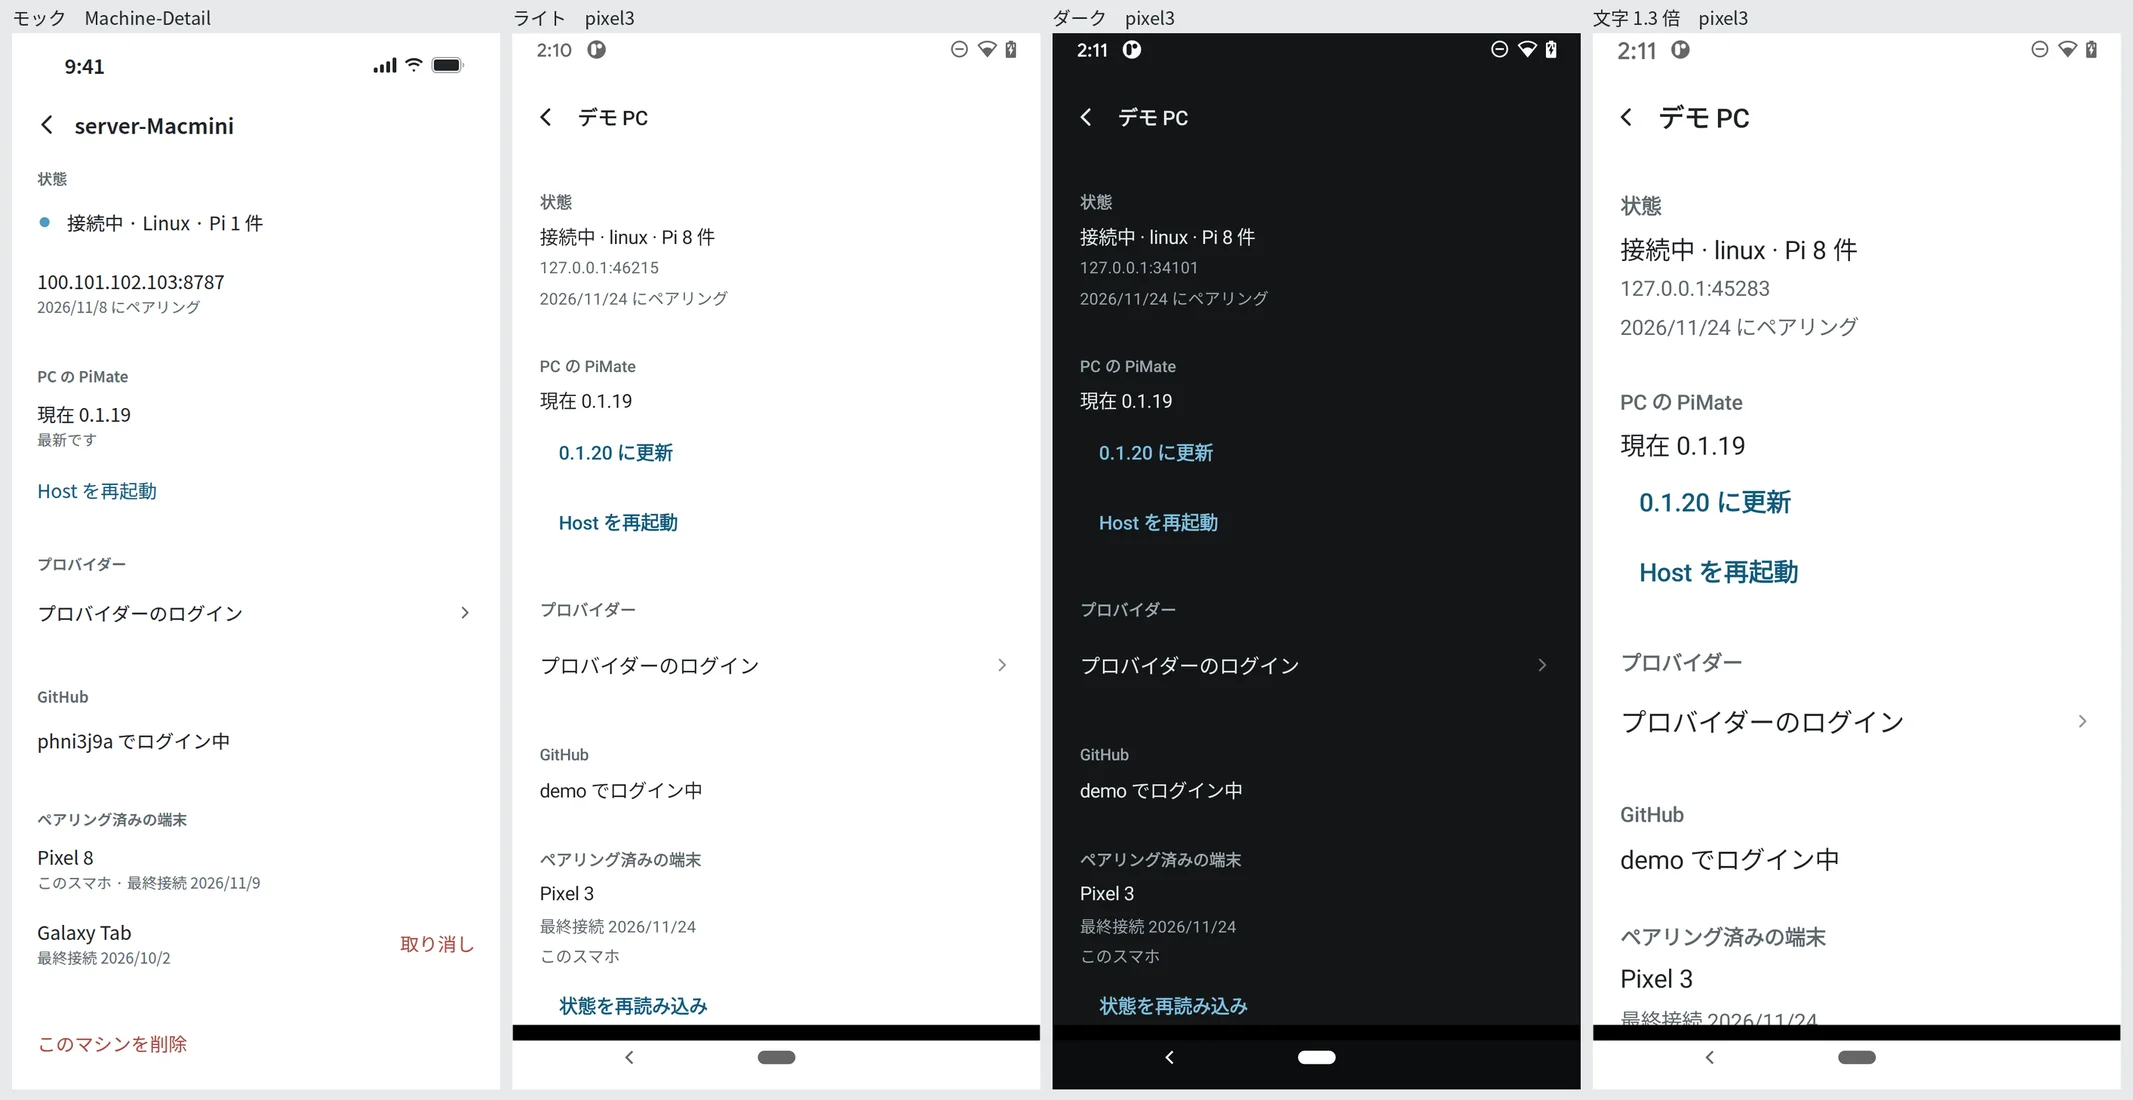 モック Machine-Detail
9:41
server-Macmini
状態
接続中 · Linux · Pi 1 件
100.101.102.103:8787
2026/11/8 にペアリング
PC の PiMate
現在 0.1.19
最新です
Host を再起動
プロバイダー
プロバイダーのログイン
GitHub
phni3j9a でログイン中
ペアリング済みの端末
Pixel 8
このスマホ · 最終接続 2026/11/9
Galaxy Tab
最終接続 2026/10/2
取り消し
このマシンを削除
ライト pixel3
2:10
デモ PC
状態
接続中 · linux · Pi 8 件
127.0.0.1:46215
2026/11/24 にペアリング
PC の PiMate
現在 0.1.19
0.1.20 に更新
Host を再起動
プロバイダー
プロバイダーのログイン
GitHub
demo でログイン中
ペアリング済みの端末
Pixel 3
最終接続 2026/11/24
このスマホ
状態を再読み込み
ダーク pixel3
2:11
デモ PC
状態
接続中 · linux · Pi 8 件
127.0.0.1:34101
2026/11/24 にペアリング
PC の PiMate
現在 0.1.19
0.1.20 に更新
Host を再起動
プロバイダー
プロバイダーのログイン
GitHub
demo でログイン中
ペアリング済みの端末
Pixel 3
最終接続 2026/11/24
このスマホ
状態を再読み込み
文字 1.3 倍 pixel3
2:11
デモ PC
状態
接続中 · linux · Pi 8 件
127.0.0.1:45283
2026/11/24 にペアリング
PC の PiMate
現在 0.1.19
0.1.20 に更新
Host を再起動
プロバイダー
プロバイダーのログイン
GitHub
demo でログイン中
ペアリング済みの端末
Pixel 3
最終接続 2026/11/24